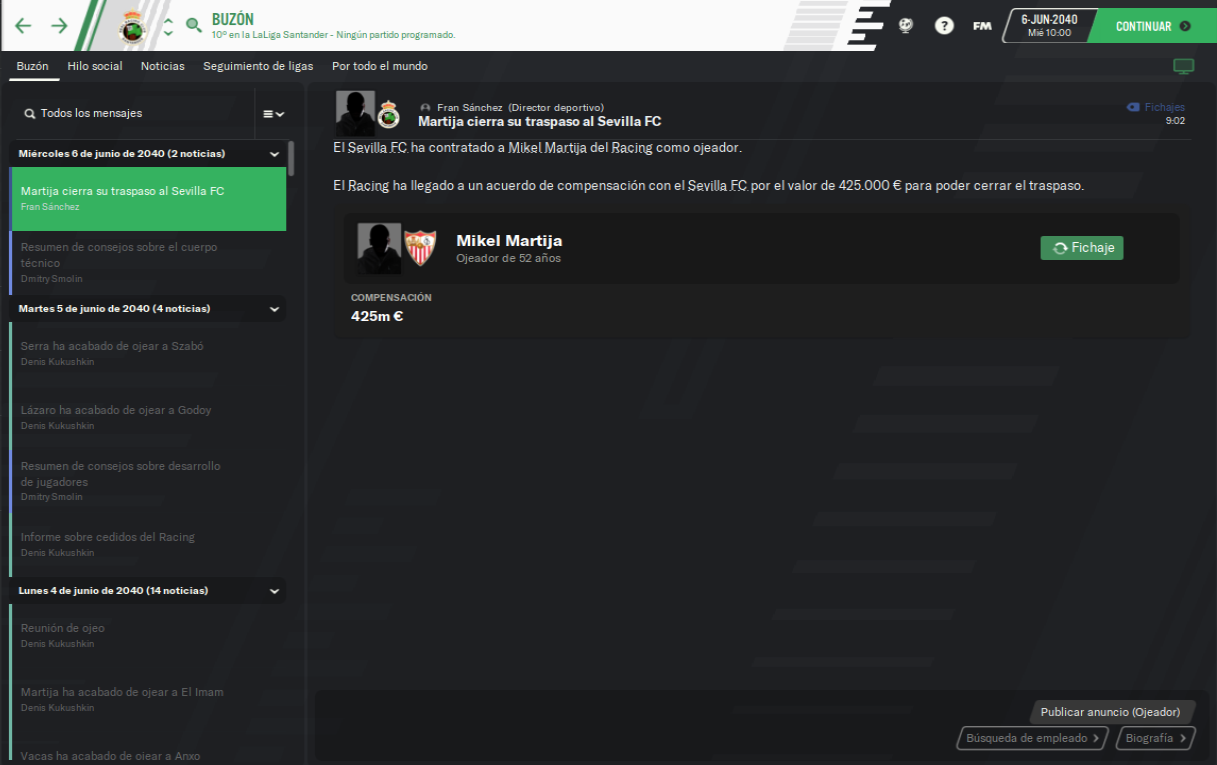 BUZÓN
10º en la LaLiga Santander - Ningún partido programado.
?
FM
6-JUN-2040
Mié 10:00
CONTINUAR
Buzón Hilo social Noticias Seguimiento de ligas Por todo el mundo
Todos los mensajes
Miércoles 6 de junio de 2040 (2 noticias)
Martija cierra su traspaso al Sevilla FC
Fran Sánchez
Resumen de consejos sobre el cuerpo
técnico
Dmitry Smolin
Martes 5 de junio de 2040 (4 noticias)
Serra ha acabado de ojear a Szabó
Denis Kukushkin
Lázaro ha acabado de ojear a Godoy
Denis Kukushkin
Resumen de consejos sobre desarrollo
de jugadores
Dmitry Smolin
Informe sobre cedidos del Racing
Denis Kukushkin
Lunes 4 de junio de 2040 (14 noticias)
Reunión de ojeo
Denis Kukushkin
Martija ha acabado de ojear a El Imam
Denis Kukushkin
Vacas ha acabado de ojear a Anxo
Fran Sánchez (Director deportivo)
Martija cierra su traspaso al Sevilla FC
Fichajes
9:02
El Sevilla FC ha contratado a Mikel Martija del Racing como ojeador.
El Racing ha llegado a un acuerdo de compensación con el Sevilla FC por el valor de 425.000 € para poder cerrar el traspaso.
Mikel Martija
Ojeador de 52 años
Fichaje
COMPENSACIÓN
425m €
Publicar anuncio (Ojeador)
Búsqueda de empleado
Biografía